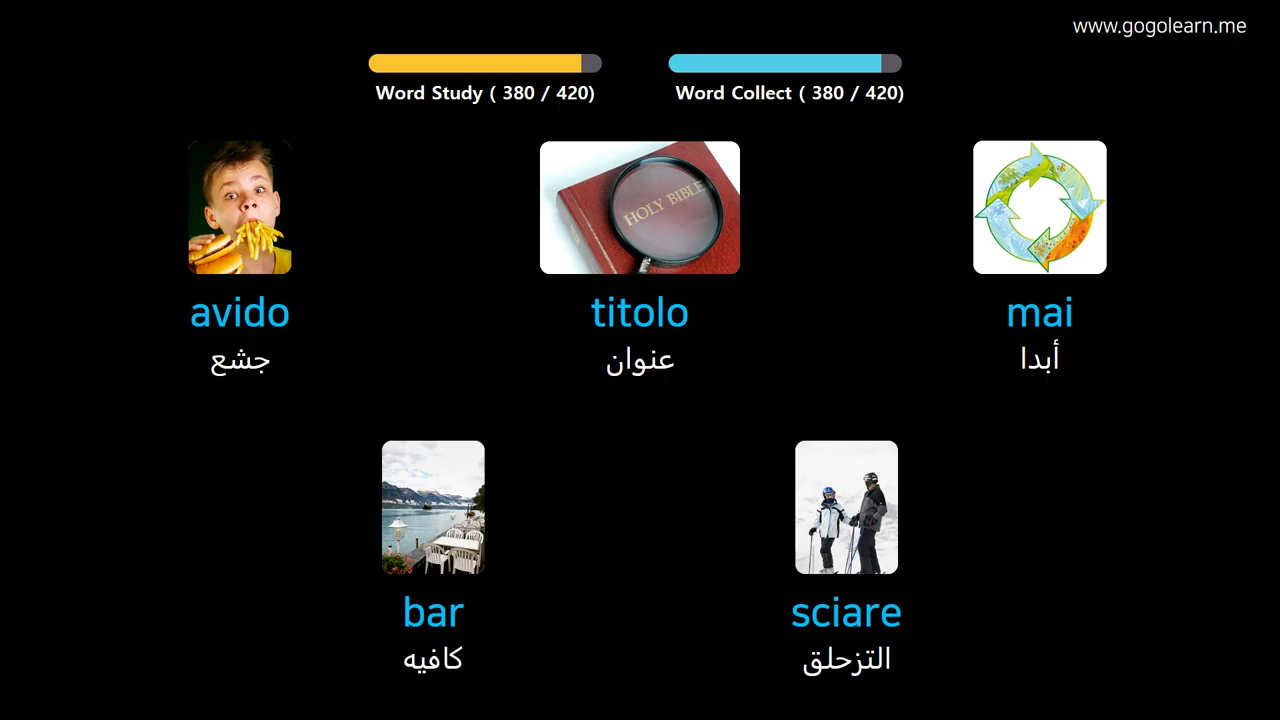 www.gogolearn.me
Word Study ( 380 / 420)
Word Collect ( 380 / 420)
HOLY BIBLE
avido
جشع
titolo
عنوان
mai
أبدا
bar
كافيه
sciare
التزحلق